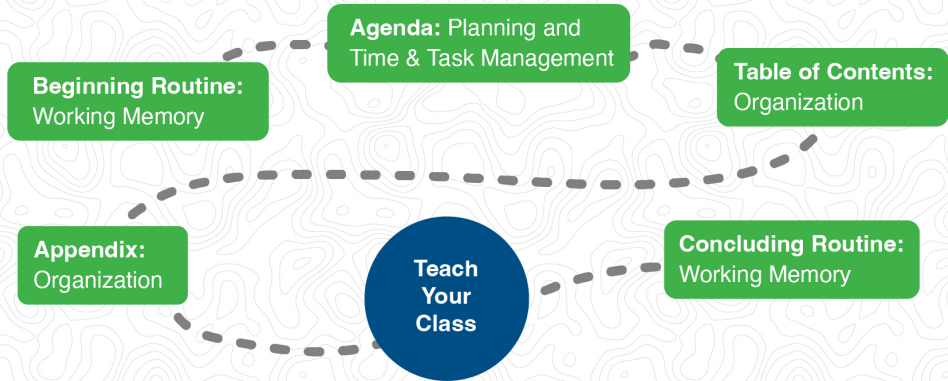 Beginning Routine:
Working Memory
Agenda: Planning and
Time & Task Management
Table of Contents:
Organization
Appendix:
Organization
Teach
Your
Class
Concluding Routine:
Working Memory